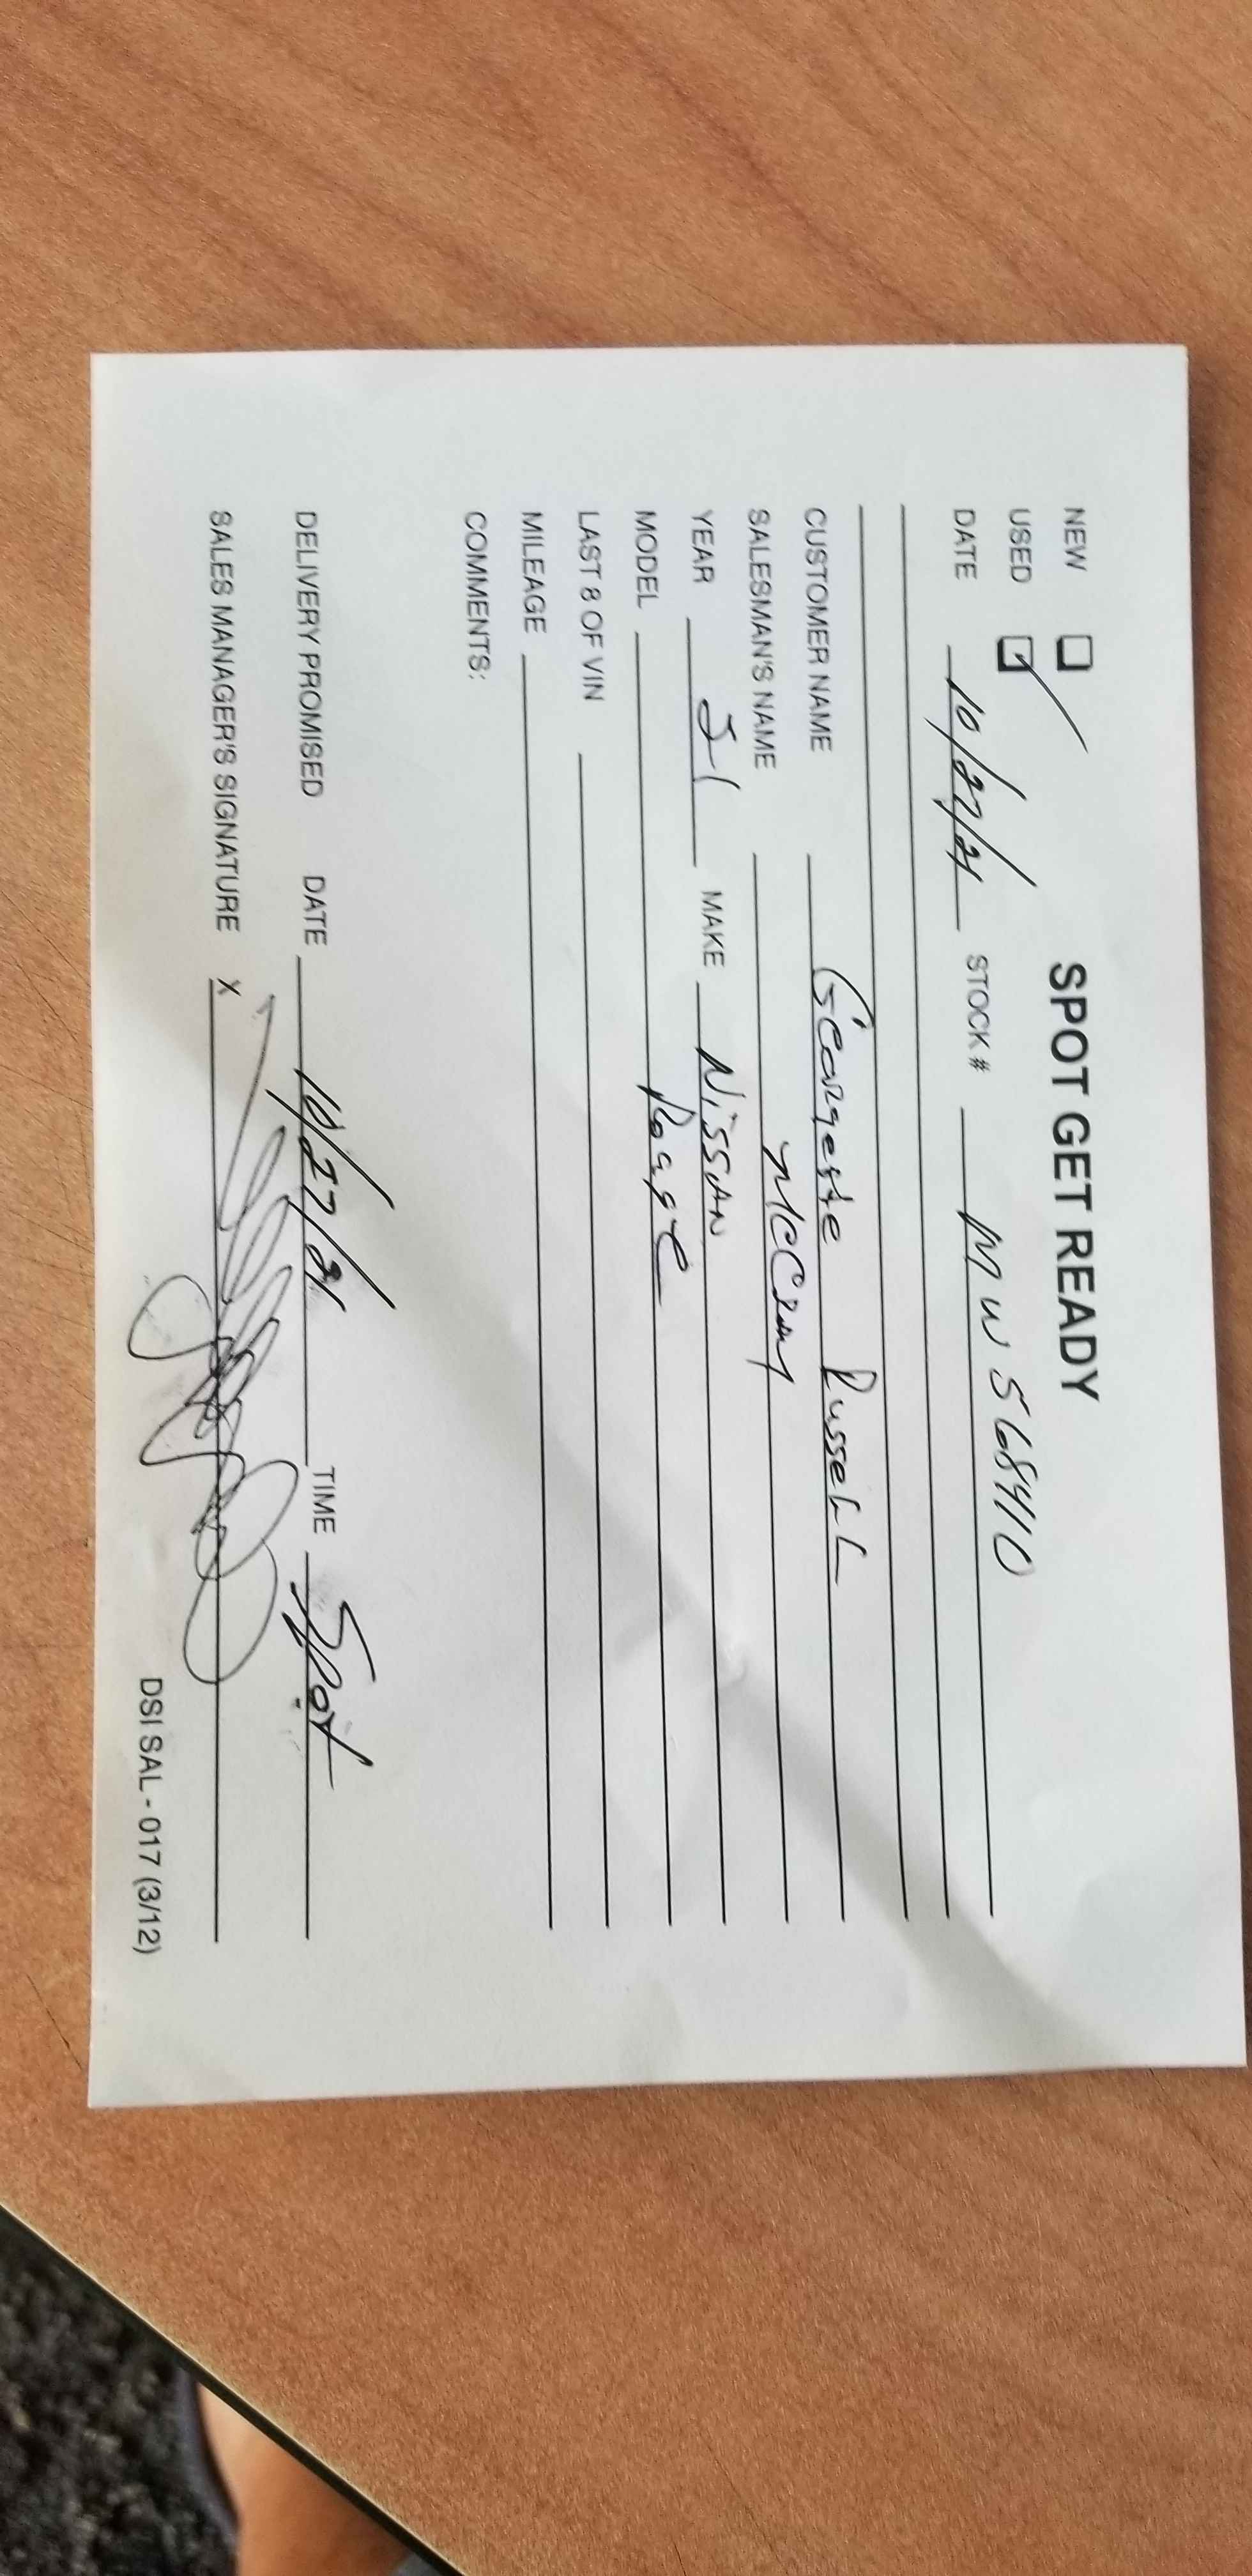 SPOT GET READY
NEW
USED
DATE 10/27/21 STOCK # MW568410
CUSTOMER NAME Georgette Russell
SALESMAN'S NAME McCrary
YEAR 21 MAKE Nissan
MODEL Rogue
LAST 8 OF VIN
MILEAGE
COMMENTS:
DELIVERY PROMISED DATE 10/27/21 TIME Spot
SALES MANAGER'S SIGNATURE X
DSI SAL - 017 (3/12)